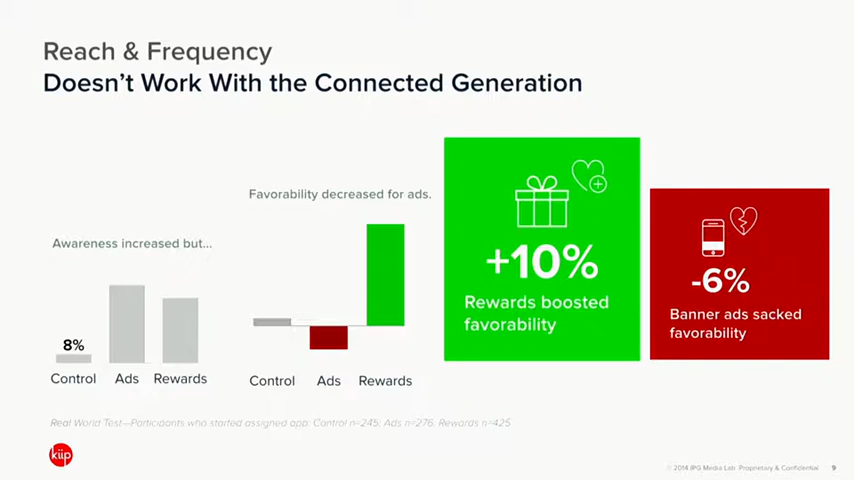 Reach & Frequency
Doesn't Work With the Connected Generation
Awareness increased but...
8%
Control Ads Rewards
Favorability decreased for ads.
Control Ads Rewards
+10%
Rewards boosted
favorability
-6%
Banner ads sacked
favorability
Real World Test—Participants who started assigned app. Control n=245; Ads n=276. Rewards n=425
kiip
© 2014 IPG Media Lab Proprietary & Confidential 9